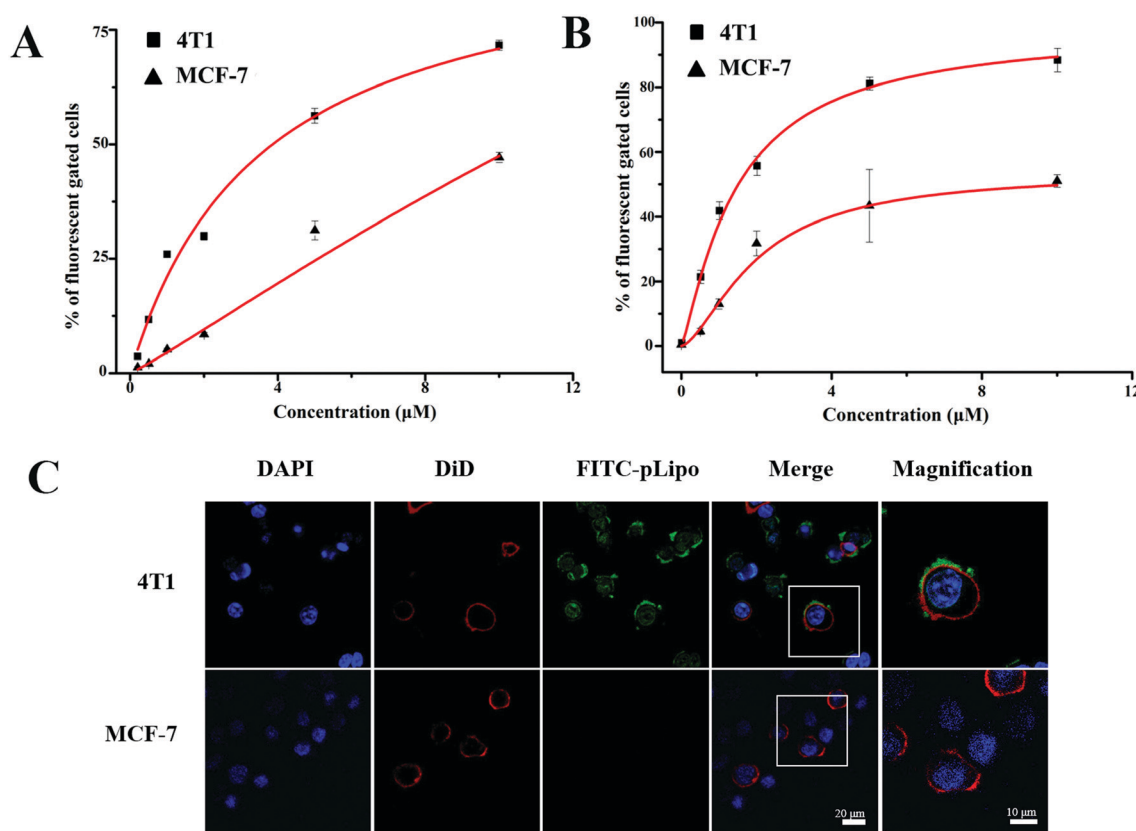 A
4T1
MCF-7
% of fluorescent gated cells
75
50
25
0
0
4
8
12
Concentration (μM)
B
4T1
MCF-7
% of fluorescent gated cells
100
80
60
40
20
0
0
2
4
8
12
Concentration (μM)
C
DAPI
DiD
FITC-pLipo
Merge
Magnification
4T1
MCF-7
20 μm
10 μm